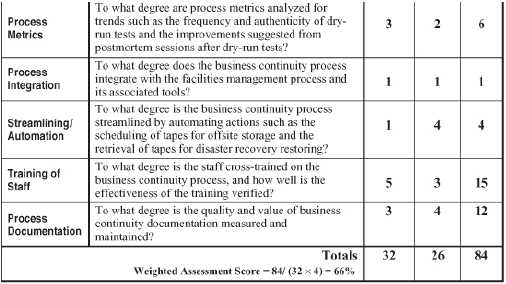 Process
Metrics
To what degree are process metrics analyzed for
trends such as the frequency and authenticity of dry-
run tests and the improvements suggested from
postmortem sessions after dry-run tests?
3 2 6
Process
Integration
To what degree does the business continuity process
integrate with the facilities management process and
its associated tools?
1 1 1
Streamlining/
Automation
To what degree is the business continuity process
streamlined by automating actions such as the
scheduling of tapes for offsite storage and the
retrieval of tapes for disaster recovery restoring?
1 4 4
Training of
Staff
To what degree is the staff cross-trained on the
business continuity process, and how well is the
effectiveness of the training verified?
5 3 15
Process
Documentation
To what degree is the quality and value of business
continuity documentation measured and
maintained?
3 4 12
Totals 32 26 84
Weighted Assessment Score = 84/ (32 × 4) = 66%